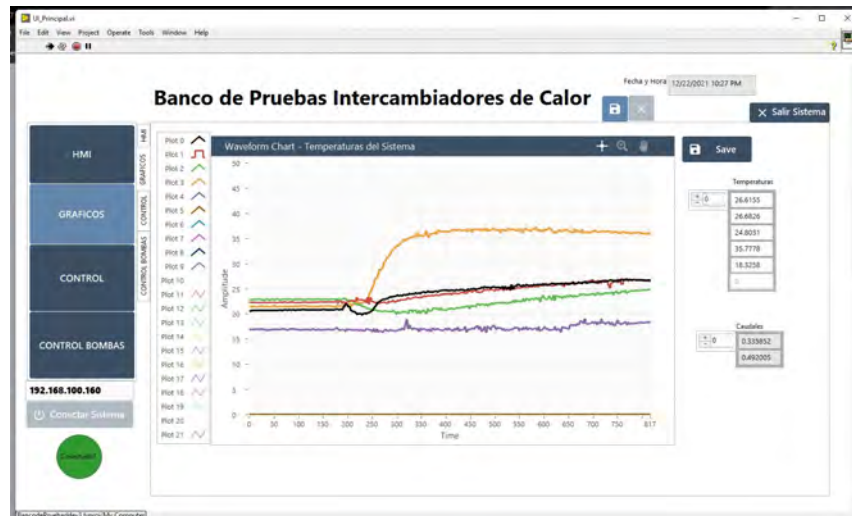 UI_Principal.vi
File Edit View Project Operate Tools Window Help
Fecha y Hora
12/22/2021 10:27 PM
Banco de Pruebas Intercambiadores de Calor
Salir Sistema
HMI
GRAFICOS
CONTROL
CONTROL BOMBAS
192.168.100.160
Conectar Sistema
HMI
GRAFICOS
CONTROL
CONTROL BOMBAS
Plot 0
Plot 1
Plot 2
Plot 3
Plot 4
Plot 5
Plot 6
Plot 7
Plot 8
Plot 9
Plot 10
Plot 11
Plot 12
Plot 13
Plot 14
Plot 15
Plot 16
Plot 17
Plot 18
Plot 19
Plot 20
Plot 21
Waveform Chart - Temperaturas del Sistema
Amplitude
50
45
40
35
30
25
20
15
10
5
0
0 50 100 150 200 250 300 350 400 450 500 550 600 650 700 750 817
Time
Save
Temperaturas
0
26.6155
26.6826
24.8031
35.7778
18.3258
0
Caudales
0
0.335852
0.492005